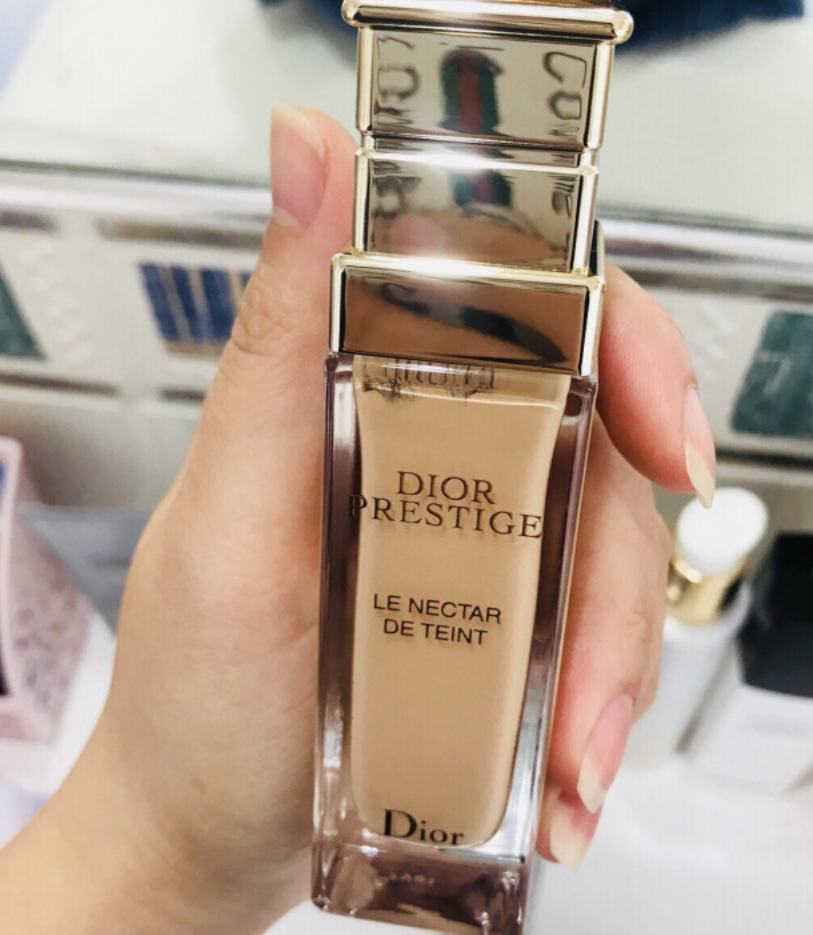 DIOR
PRESTIGE
LE NECTAR
DE TEINT
Dior